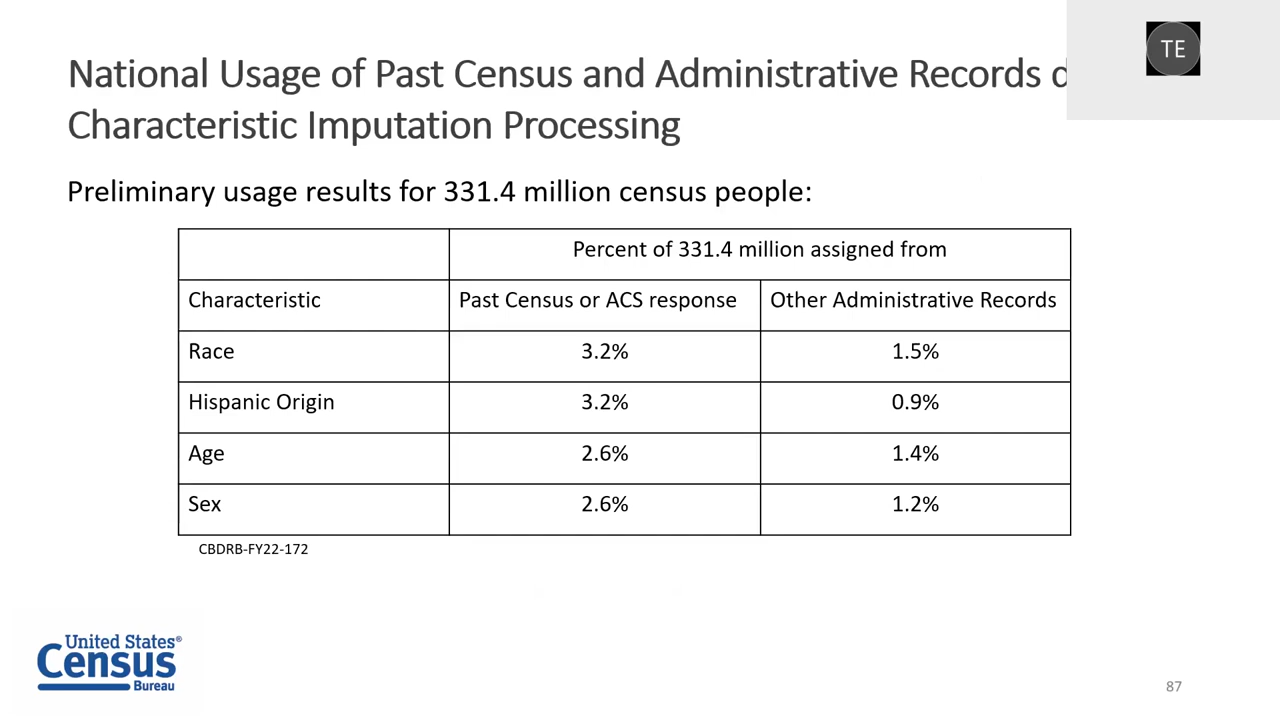 National Usage of Past Census and Administrative Records
Characteristic Imputation Processing
TE
Preliminary usage results for 331.4 million census people:
Percent of 331.4 million assigned from
Characteristic Past Census or ACS response Other Administrative Records
Race 3.2% 1.5%
Hispanic Origin 3.2% 0.9%
Age 2.6% 1.4%
Sex 2.6% 1.2%
CBDRB-FY22-172
United States®
Census
Bureau
87